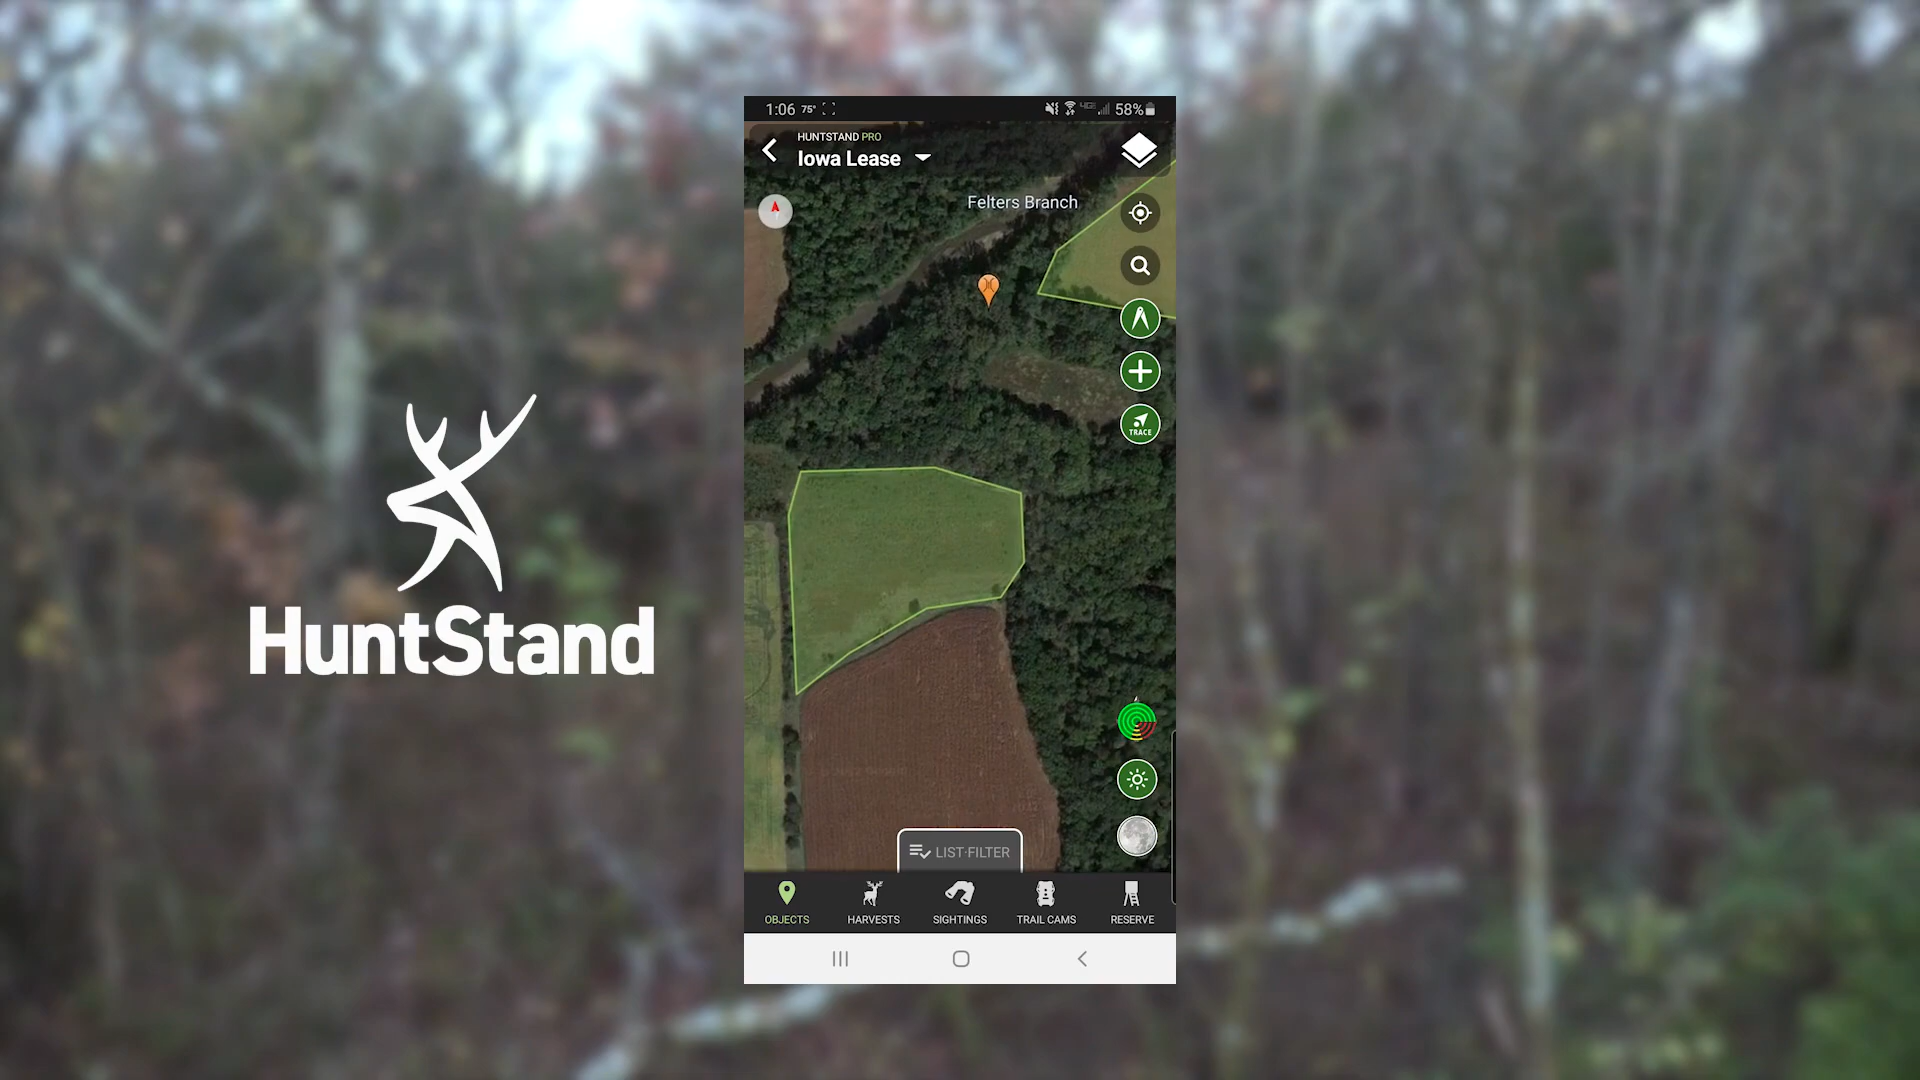 1:06 75° 58%
HUNTSTAND PRO
Iowa Lease
Felters Branch
TRACE
HuntStand
LIST·FILTER
OBJECTS HARVESTS SIGHTINGS TRAIL CAMS RESERVE